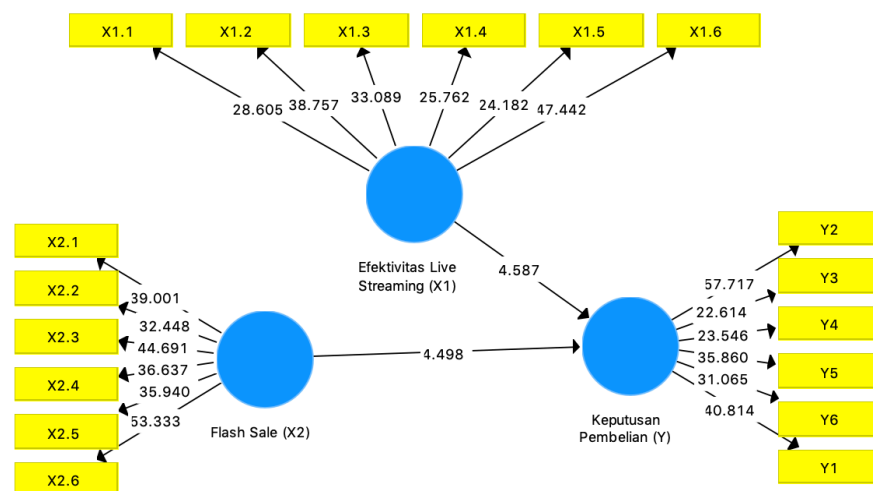 X1.1 X1.2 X1.3 X1.4 X1.5 X1.6
28.605 38.757 33.089 25.762 24.182 47.442
Efektivitas Live
Streaming (X1)
4.587
X2.1
X2.2
X2.3
X2.4
X2.5
X2.6
39.001
32.448
44.691
36.637
35.940
53.333
Flash Sale (X2)
4.498
Keputusan
Pembelian (Y)
57.717
22.614
23.546
35.860
31.065
40.814
Y2
Y3
Y4
Y5
Y6
Y1